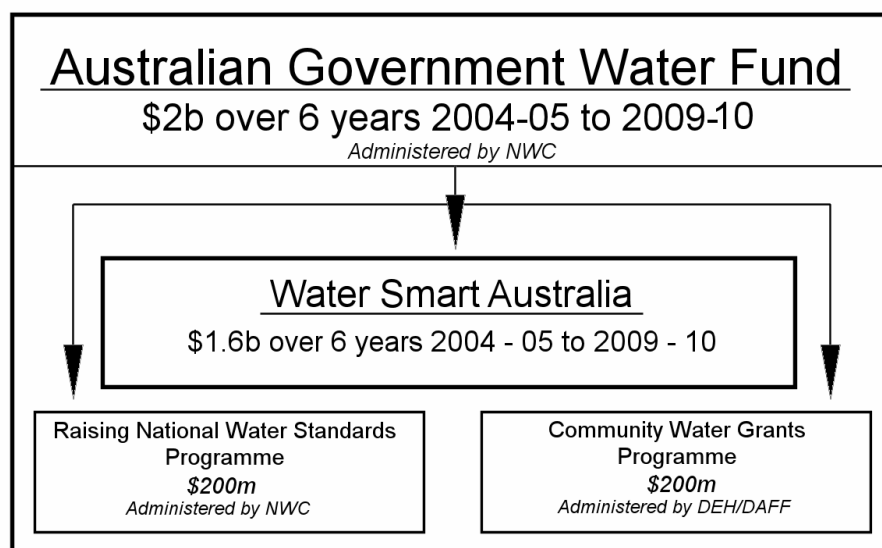 Australian Government Water Fund
$2b over 6 years 2004-05 to 2009-10
Administered by NWC
Water Smart Australia
$1.6b over 6 years 2004 - 05 to 2009 - 10
Raising National Water Standards
Programme
$200m
Administered by NWC
Community Water Grants
Programme
$200m
Administered by DEH/DAFF